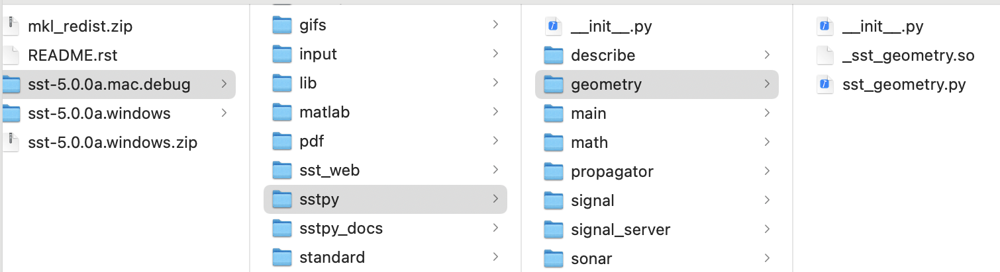 mkl_redist.zip
README.rst
sst-5.0.0a.mac.debug
sst-5.0.0a.windows
sst-5.0.0a.windows.zip
gifs
input
lib
matlab
pdf
sst_web
sstpy
sstpy_docs
standard
__init__.py
describe
geometry
main
math
propagator
signal
signal_server
sonar
__init__.py
_sst_geometry.so
sst_geometry.py